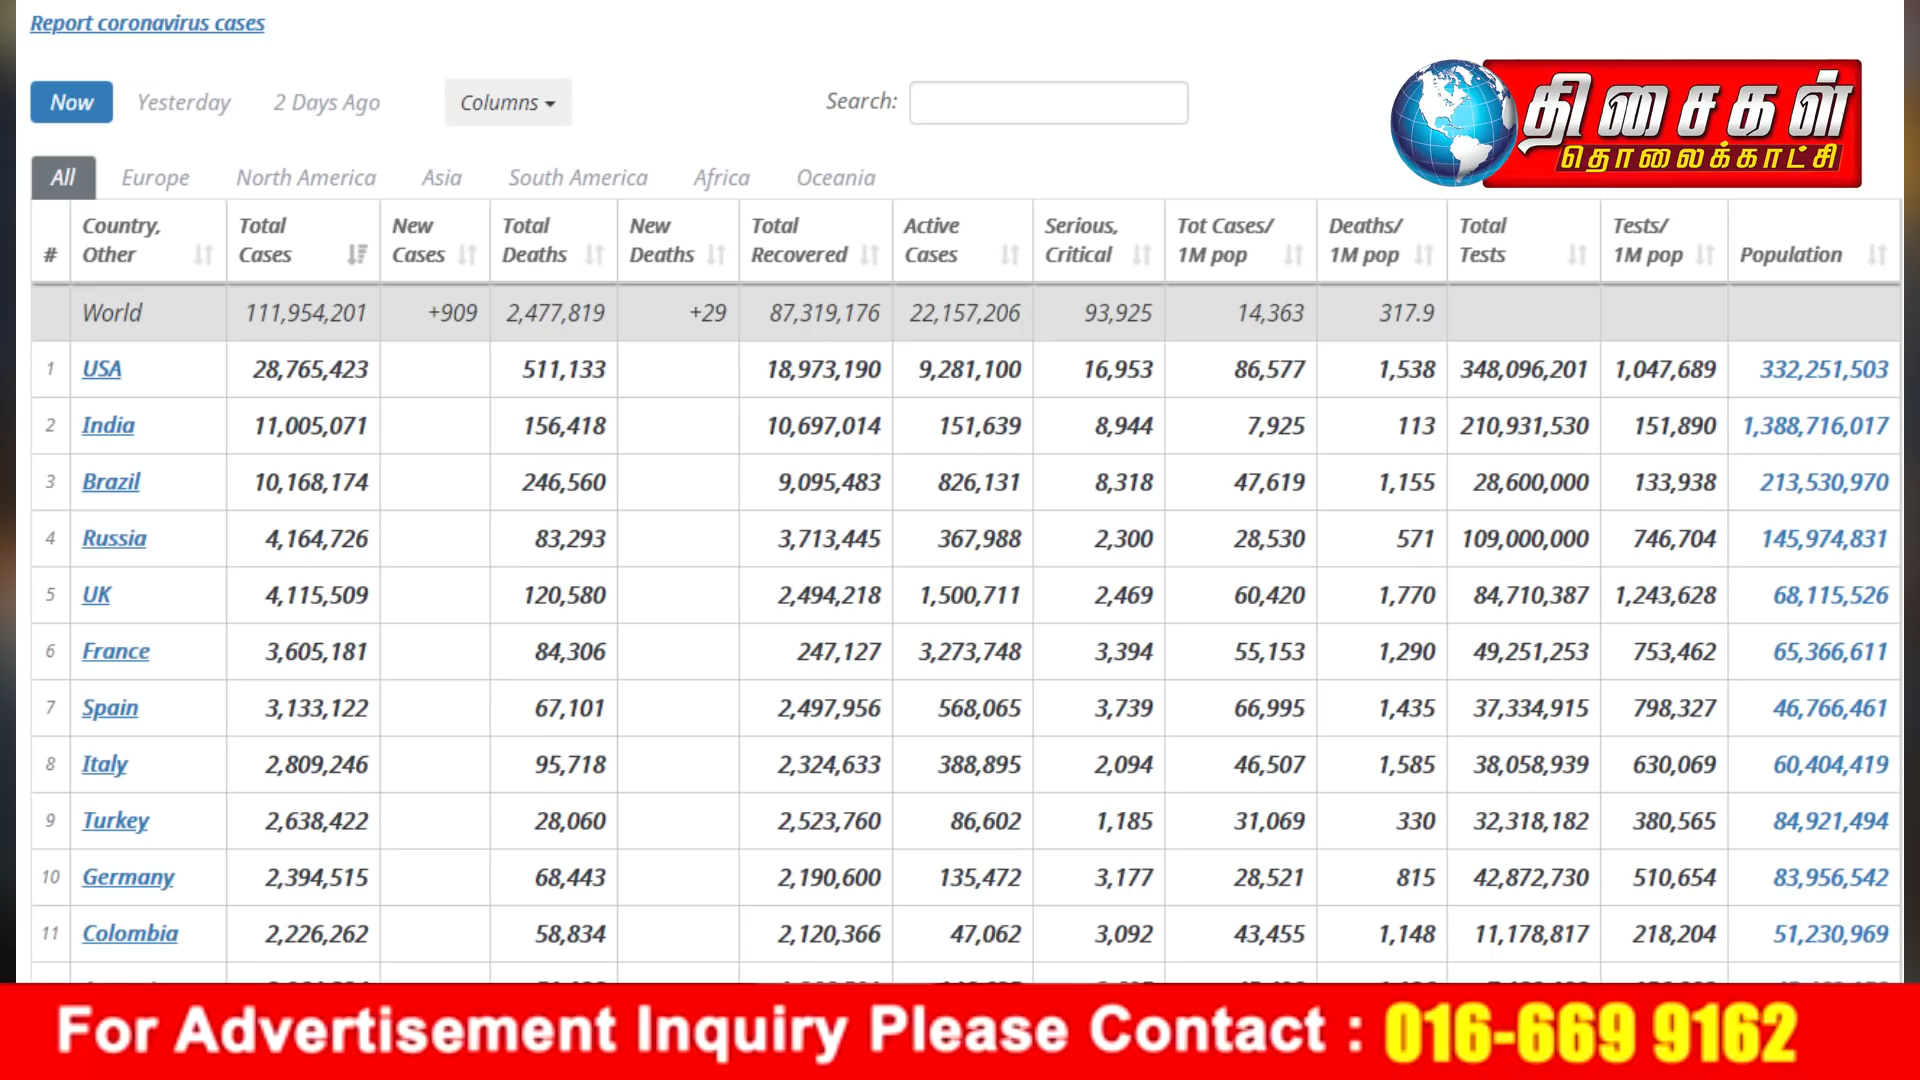 Report coronavirus cases
Now Yesterday 2 Days Ago Columns Search:
திசைகள்
தொலைக்காட்சி
All Europe North America Asia South America Africa Oceania
# Country, Other Total Cases New Cases Total Deaths New Deaths Total Recovered Active Cases Serious, Critical Tot Cases/ 1M pop Deaths/ 1M pop Total Tests Tests/ 1M pop Population
World 111,954,201 +909 2,477,819 +29 87,319,176 22,157,206 93,925 14,363 317.9
1 USA 28,765,423 511,133 18,973,190 9,281,100 16,953 86,577 1,538 348,096,201 1,047,689 332,251,503
2 India 11,005,071 156,418 10,697,014 151,639 8,944 7,925 113 210,931,530 151,890 1,388,716,017
3 Brazil 10,168,174 246,560 9,095,483 826,131 8,318 47,619 1,155 28,600,000 133,938 213,530,970
4 Russia 4,164,726 83,293 3,713,445 367,988 2,300 28,530 571 109,000,000 746,704 145,974,831
5 UK 4,115,509 120,580 2,494,218 1,500,711 2,469 60,420 1,770 84,710,387 1,243,628 68,115,526
6 France 3,605,181 84,306 247,127 3,273,748 3,394 55,153 1,290 49,251,253 753,462 65,366,611
7 Spain 3,133,122 67,101 2,497,956 568,065 3,739 66,995 1,435 37,334,915 798,327 46,766,461
8 Italy 2,809,246 95,718 2,324,633 388,895 2,094 46,507 1,585 38,058,939 630,069 60,404,419
9 Turkey 2,638,422 28,060 2,523,760 86,602 1,185 31,069 330 32,318,182 380,565 84,921,494
10 Germany 2,394,515 68,443 2,190,600 135,472 3,177 28,521 815 42,872,730 510,654 83,956,542
11 Colombia 2,226,262 58,834 2,120,366 47,062 3,092 43,455 1,148 11,178,817 218,204 51,230,969
For Advertisement Inquiry Please Contact : 016-669 9162